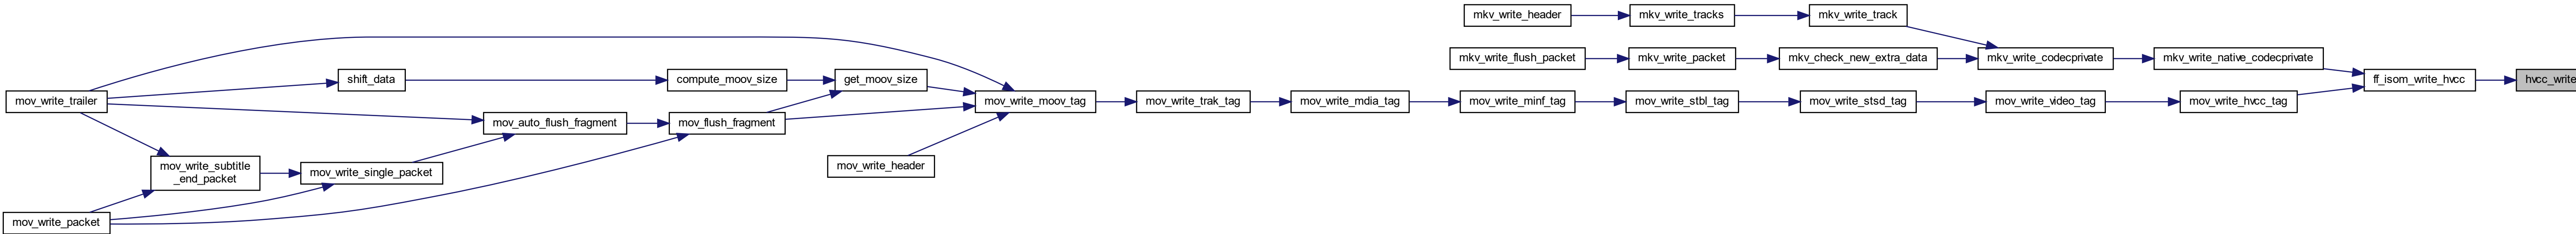 mkv_write_header
mkv_write_tracks
mkv_write_track
mkv_write_flush_packet
mkv_write_packet
mkv_check_new_extra_data
mkv_write_codecprivate
mkv_write_native_codecprivate
shift_data
compute_moov_size
get_moov_size
ff_isom_write_hvcc
hvcc_write
mov_write_trailer
mov_write_moov_tag
mov_write_trak_tag
mov_write_mdia_tag
mov_write_minf_tag
mov_write_stbl_tag
mov_write_stsd_tag
mov_write_video_tag
mov_write_hvcc_tag
mov_auto_flush_fragment
mov_flush_fragment
mov_write_subtitle
_end_packet
mov_write_single_packet
mov_write_header
mov_write_packet